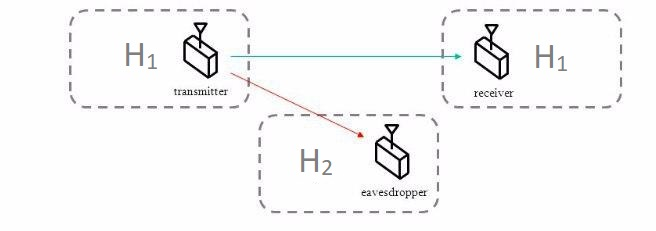 H₁
transmitter
H₁
receiver
H₂
eavesdropper